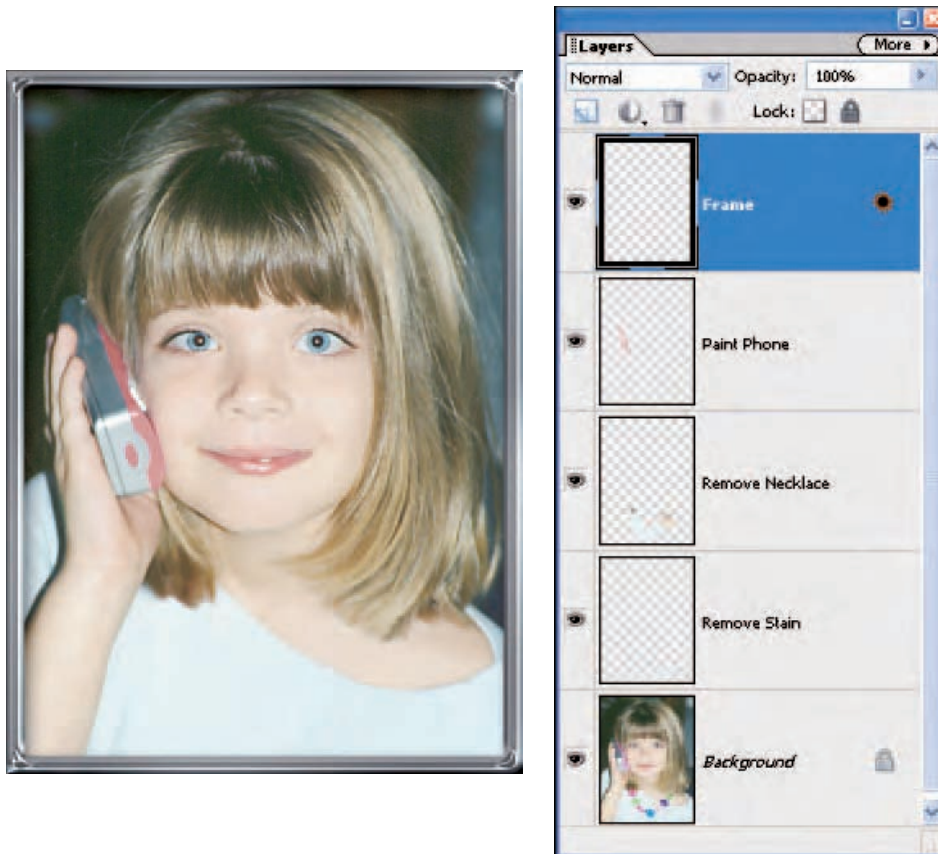 Layers
More
Normal
Opacity: 100%
Lock:
Frame
Paint Phone
Remove Necklace
Remove Stain
Background